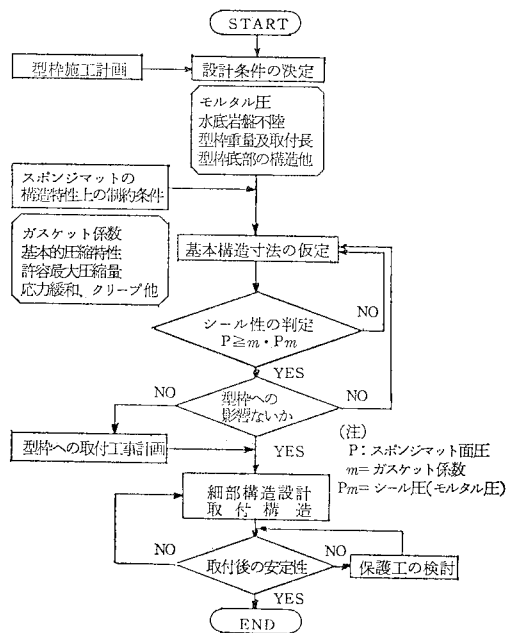 START
型枠施工計画
設計条件の決定
モルタル圧
水底岩盤不陸
型枠重量及取付長
型枠底部の構造他
スポンジマットの
構造特性上の制約条件
ガスケット係数
基本的圧縮特性
許容最大圧縮量
応力緩和、クリープ他
基本構造寸法の仮定
シール性の判定
P≧m・Pm
NO
YES
型枠への
影響ないか
NO
NO
YES
型枠への取付工事計画
(注)
P:スポンジマット面圧
m=ガスケット係数
Pm=シール圧(モルタル圧)
細部構造設計
取付構造
取付後の安定性
NO
NO
保護工の検討
YES
END